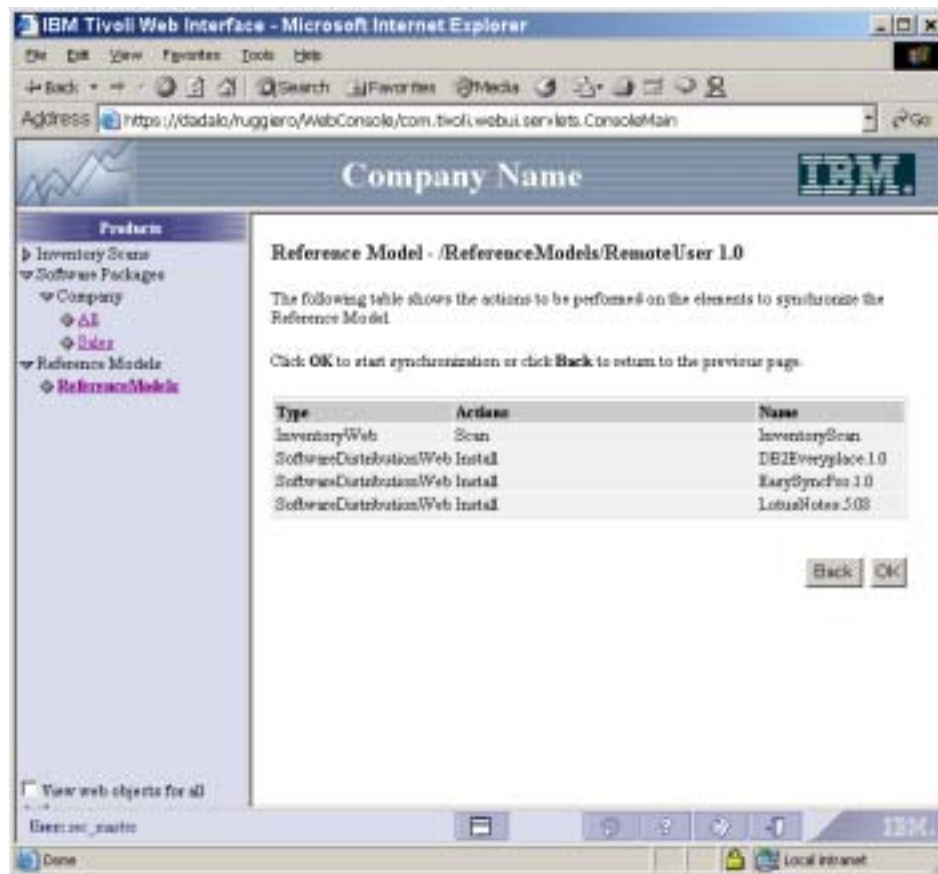 IBM Tivoli Web Interface - Microsoft Internet Explorer
File Edit View Favorites Tools Help
Back Search Favorites Media
Address https://dadalo/ruggiero/WebConsole/com.tivoli.webui.servlets.ConsoleMain Go
Company Name IBM.
Products
Inventory Scans
Software Packages
Company
All
Sales
Reference Models
ReferenceModels
Reference Model - /ReferenceModels/RemoteUser 1.0
The following table shows the actions to be performed on the elements to synchronize the
Reference Model.
Click OK to start synchronization or click Back to return to the previous page.
Type Actions Name
InventoryWeb Scan InventoryScan
SoftwareDistributionWeb Install DB2Everyplace.1.0
SoftwareDistributionWeb Install EasySyncPro.1.0
SoftwareDistributionWeb Install LotusNotes.5.08
Back OK
View web objects for all
User: sec_master
IBM.
Done Local intranet